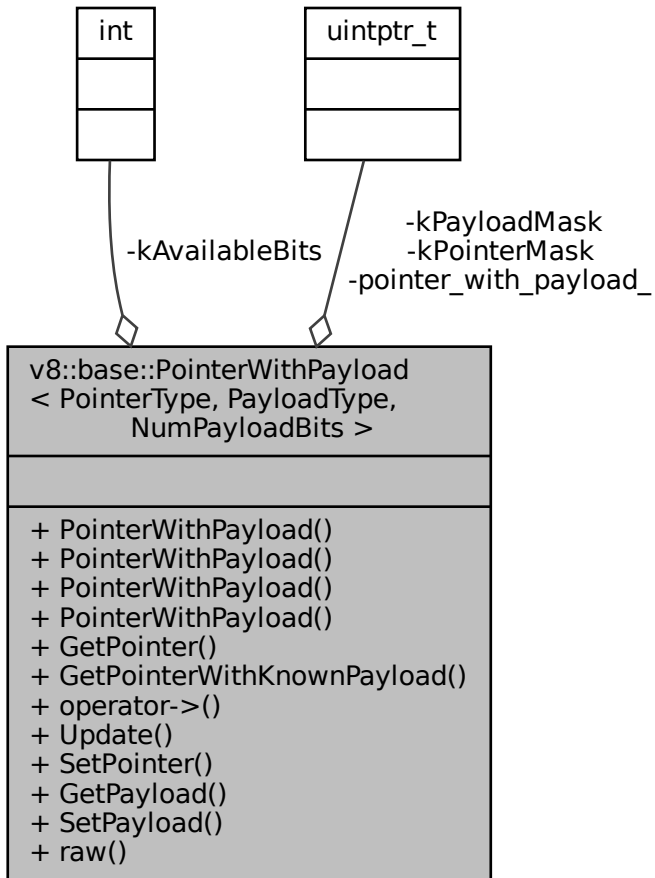 int
uintptr_t
-kAvailableBits
-kPayloadMask
-kPointerMask
-pointer_with_payload_
v8::base::PointerWithPayload
< PointerType, PayloadType,
NumPayloadBits >
+ PointerWithPayload()
+ PointerWithPayload()
+ PointerWithPayload()
+ PointerWithPayload()
+ GetPointer()
+ GetPointerWithKnownPayload()
+ operator->()
+ Update()
+ SetPointer()
+ GetPayload()
+ SetPayload()
+ raw()